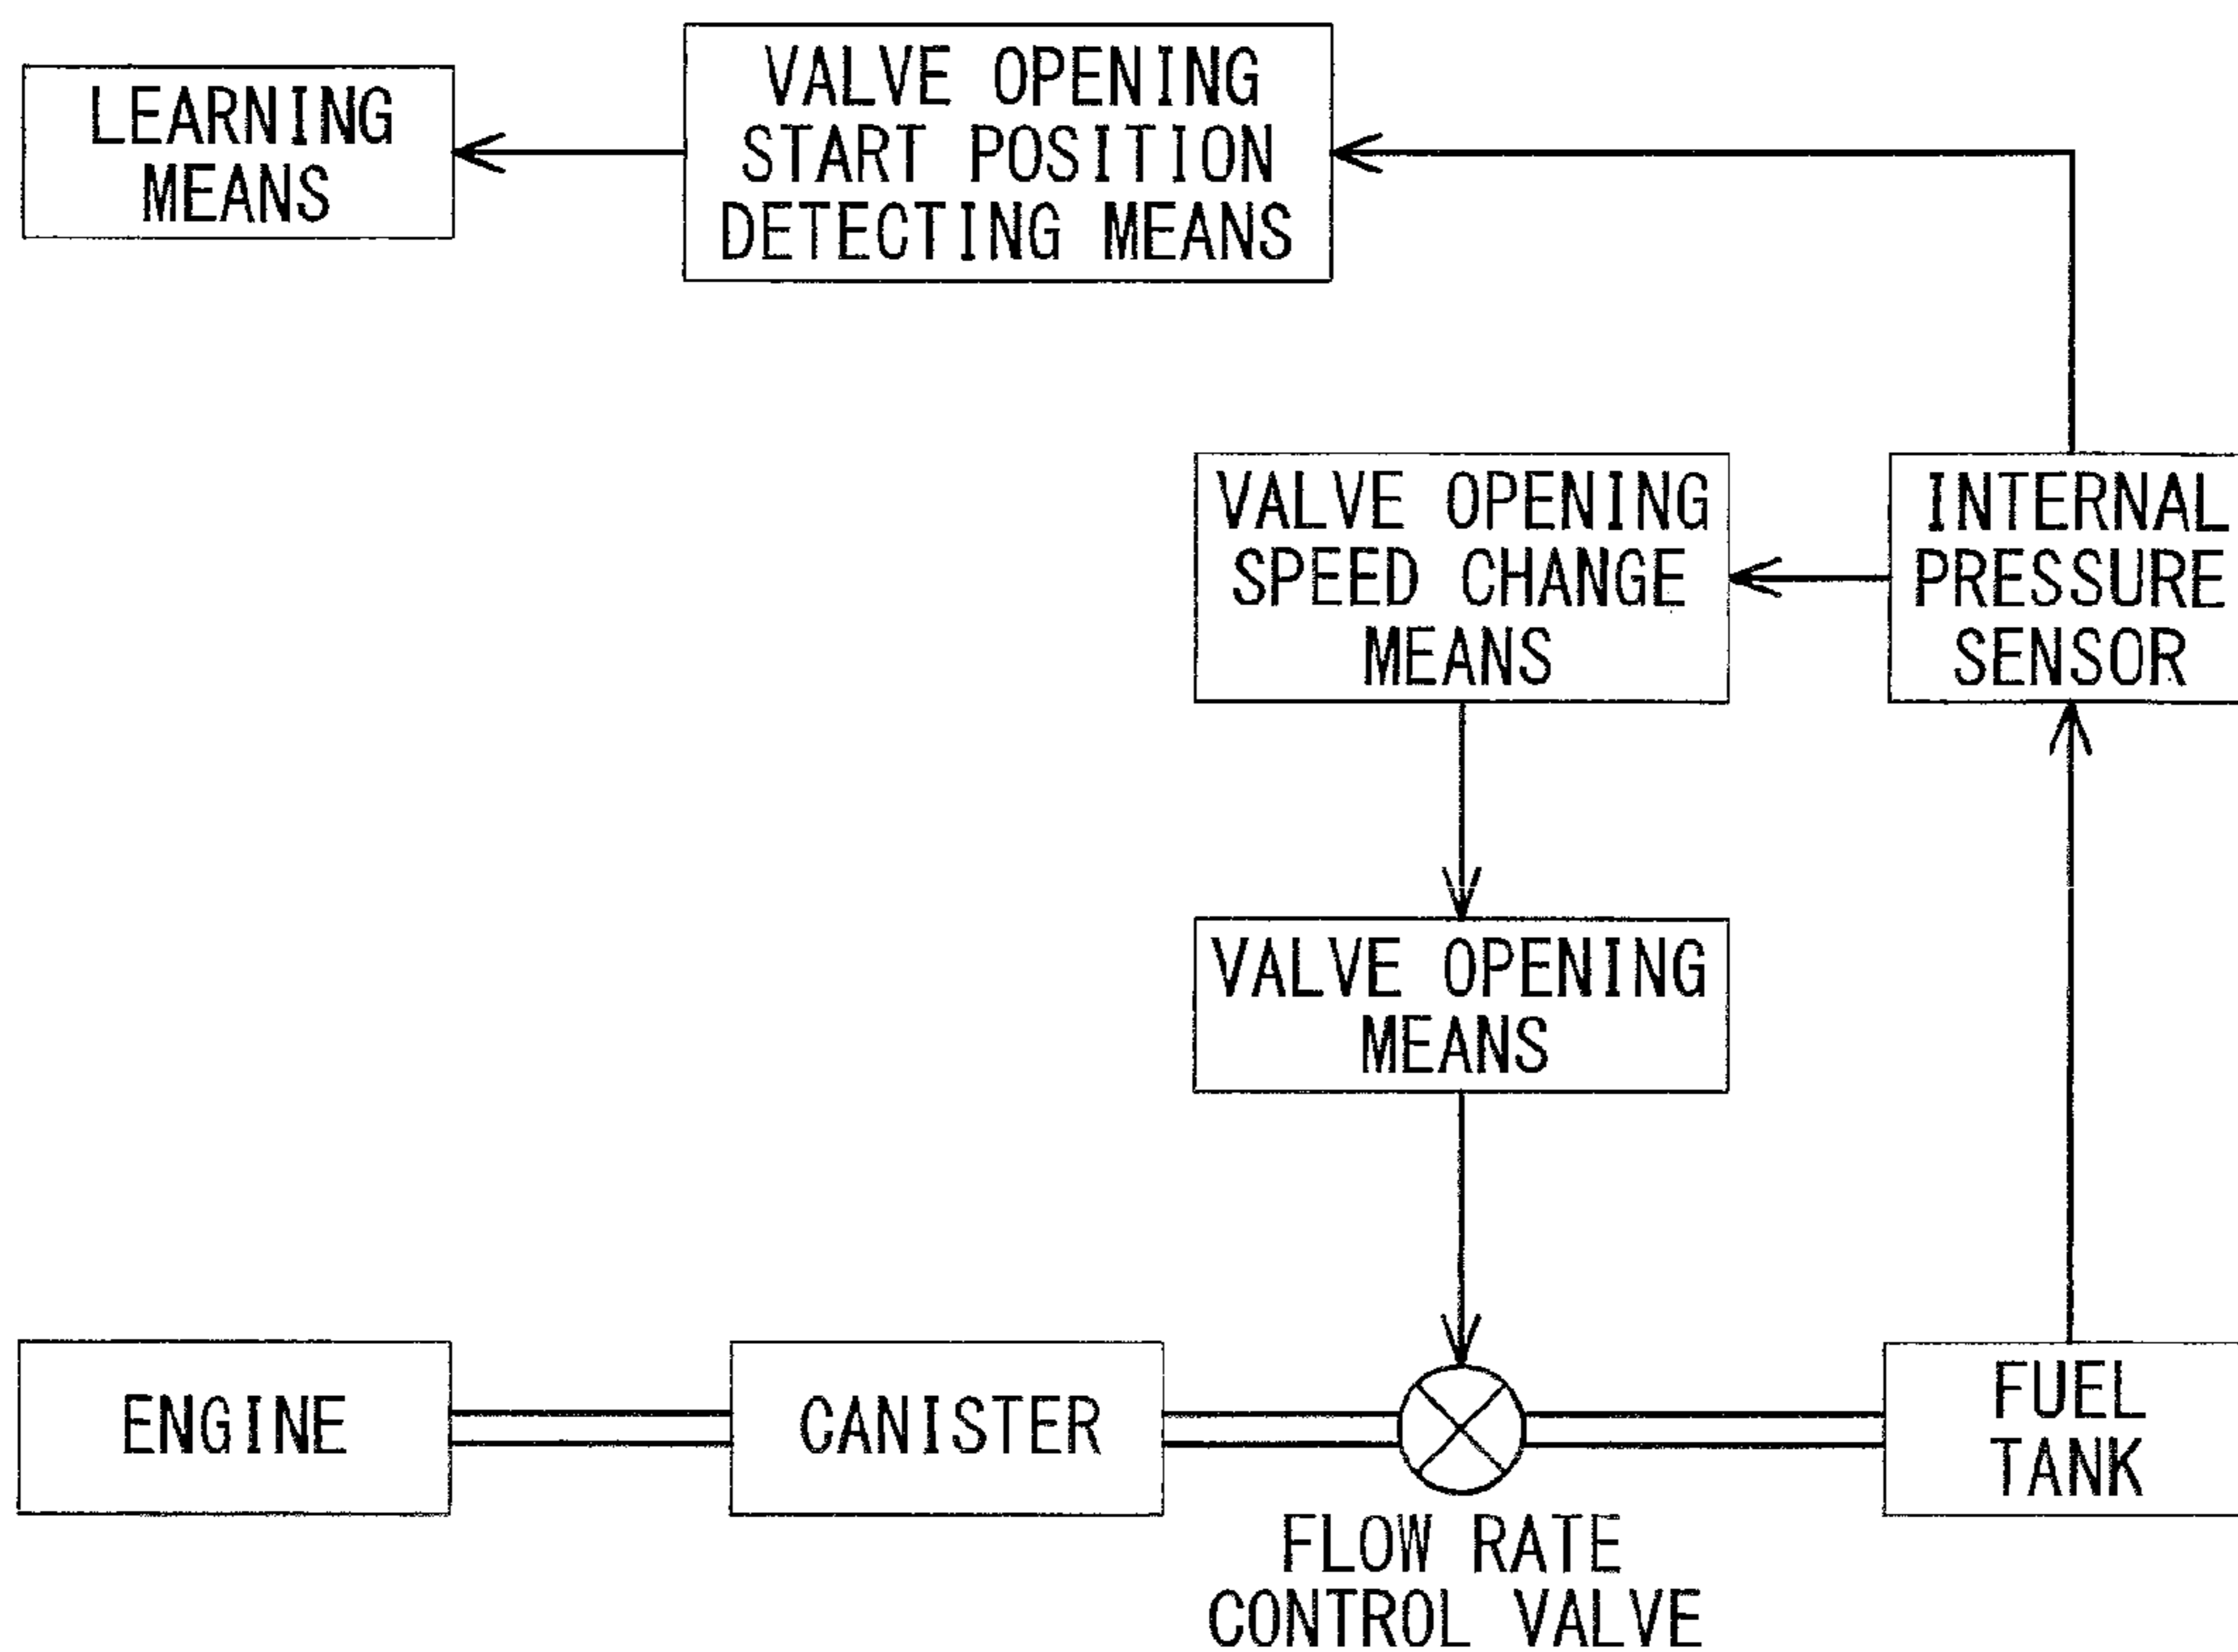 LEARNING
MEANS
VALVE OPENING
START POSITION
DETECTING MEANS
VALVE OPENING
SPEED CHANGE
MEANS
INTERNAL
PRESSURE
SENSOR
VALVE OPENING
MEANS
ENGINE
CANISTER
FUEL
TANK
FLOW RATE
CONTROL VALVE